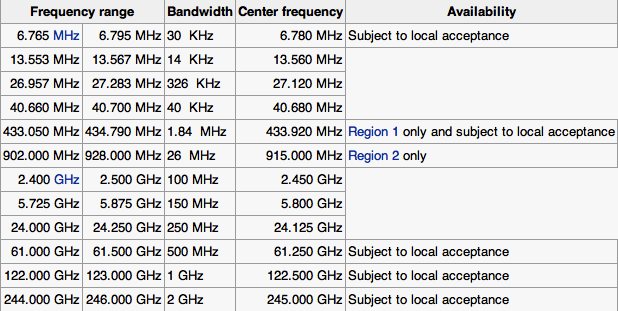 Frequency range Bandwidth Center frequency Availability
6.765 MHz 6.795 MHz 30 KHz 6.780 MHz Subject to local acceptance
13.553 MHz 13.567 MHz 14 KHz 13.560 MHz
26.957 MHz 27.283 MHz 326 KHz 27.120 MHz
40.660 MHz 40.700 MHz 40 KHz 40.680 MHz
433.050 MHz 434.790 MHz 1.84 MHz 433.920 MHz Region 1 only and subject to local acceptance
902.000 MHz 928.000 MHz 26 MHz 915.000 MHz Region 2 only
2.400 GHz 2.500 GHz 100 MHz 2.450 GHz
5.725 GHz 5.875 GHz 150 MHz 5.800 GHz
24.000 GHz 24.250 GHz 250 MHz 24.125 GHz
61.000 GHz 61.500 GHz 500 MHz 61.250 GHz Subject to local acceptance
122.000 GHz 123.000 GHz 1 GHz 122.500 GHz Subject to local acceptance
244.000 GHz 246.000 GHz 2 GHz 245.000 GHz Subject to local acceptance